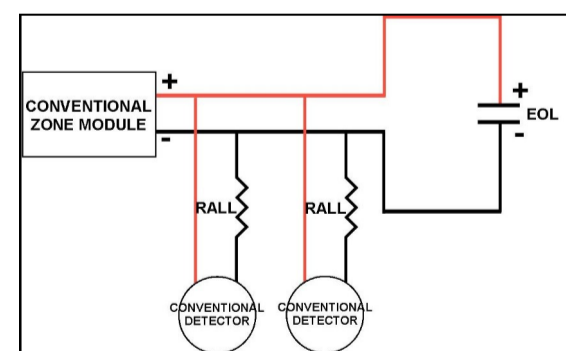 CONVENTIONAL
ZONE MODULE
+
-
+
EOL
-
RALL
RALL
CONVENTIONAL
DETECTOR
CONVENTIONAL
DETECTOR